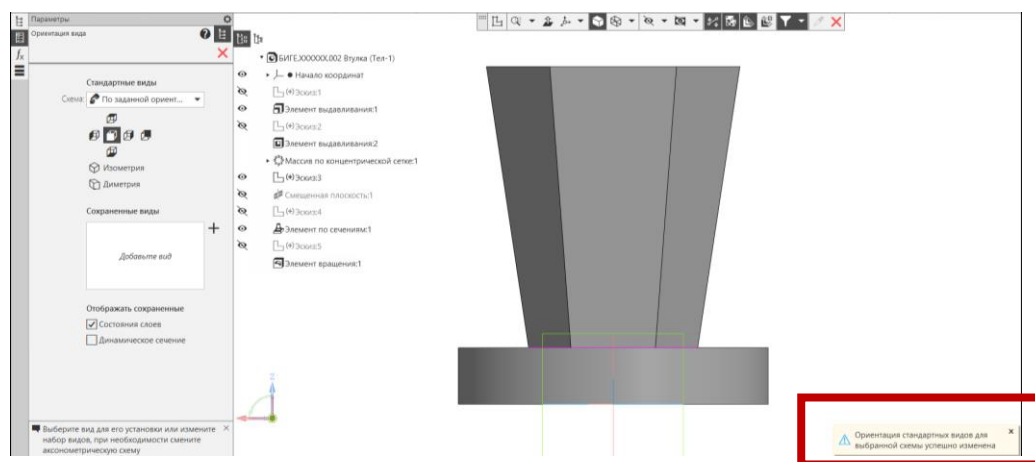 Параметры
Ориентация вида
Стандартные виды
Схема: По заданной ориент...
Изометрия
Диметрия
Сохраненные виды
Добавьте вид
Отображать сохраненные
Состояния слоев
Динамическое сечение
Выберите вид для его установки или измените
набор видов, при необходимости смените
аксонометрическую схему
БИГЕ.XXXXXX.002 Втулка (Тел-1)
Начало координат
(+) Эскиз:1
Элемент выдавливания:1
(+) Эскиз:2
Элемент выдавливания:2
Массив по концентрической сетке:1
(+) Эскиз:3
Смещенная плоскость:1
(+) Эскиз:4
Элемент по сечениям:1
(+) Эскиз:5
Элемент вращения:1
Z
Ориентация стандартных видов для
выбранной схемы успешно изменена